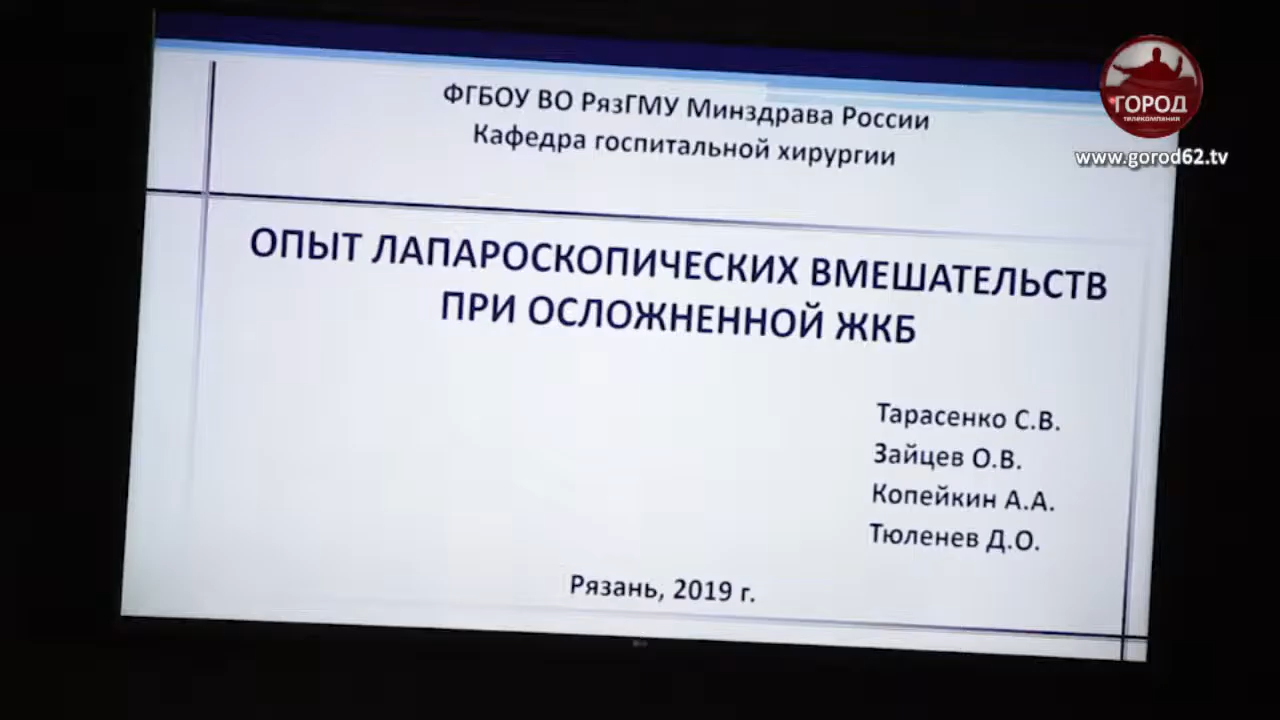 ФГБОУ ВО РязГМУ Минздрава России
Кафедра госпитальной хирургии
ОПЫТ ЛАПАРОСКОПИЧЕСКИХ ВМЕШАТЕЛЬСТВ
ПРИ ОСЛОЖНЕННОЙ ЖКБ
Тарасенко С.В.
Зайцев О.В.
Копейкин А.А.
Тюленев Д.О.
Рязань, 2019 г.
ГОРОД
телекомпания
www.gorod62.tv